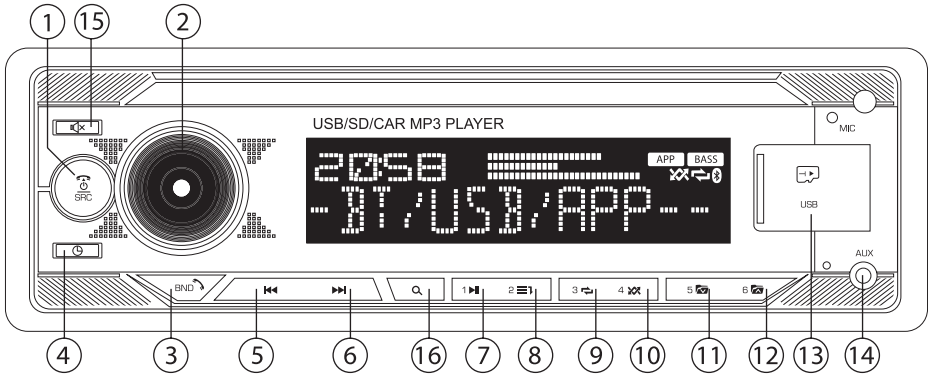 1 15 2
USB/SD/CAR MP3 PLAYER
MIC
2058
APP BASS
SRC
-BT/USB/APP--
USB
AUX
BND
1 2 3 4 5 6
4 3 5 6 16 7 8 9 10 11 12 13 14